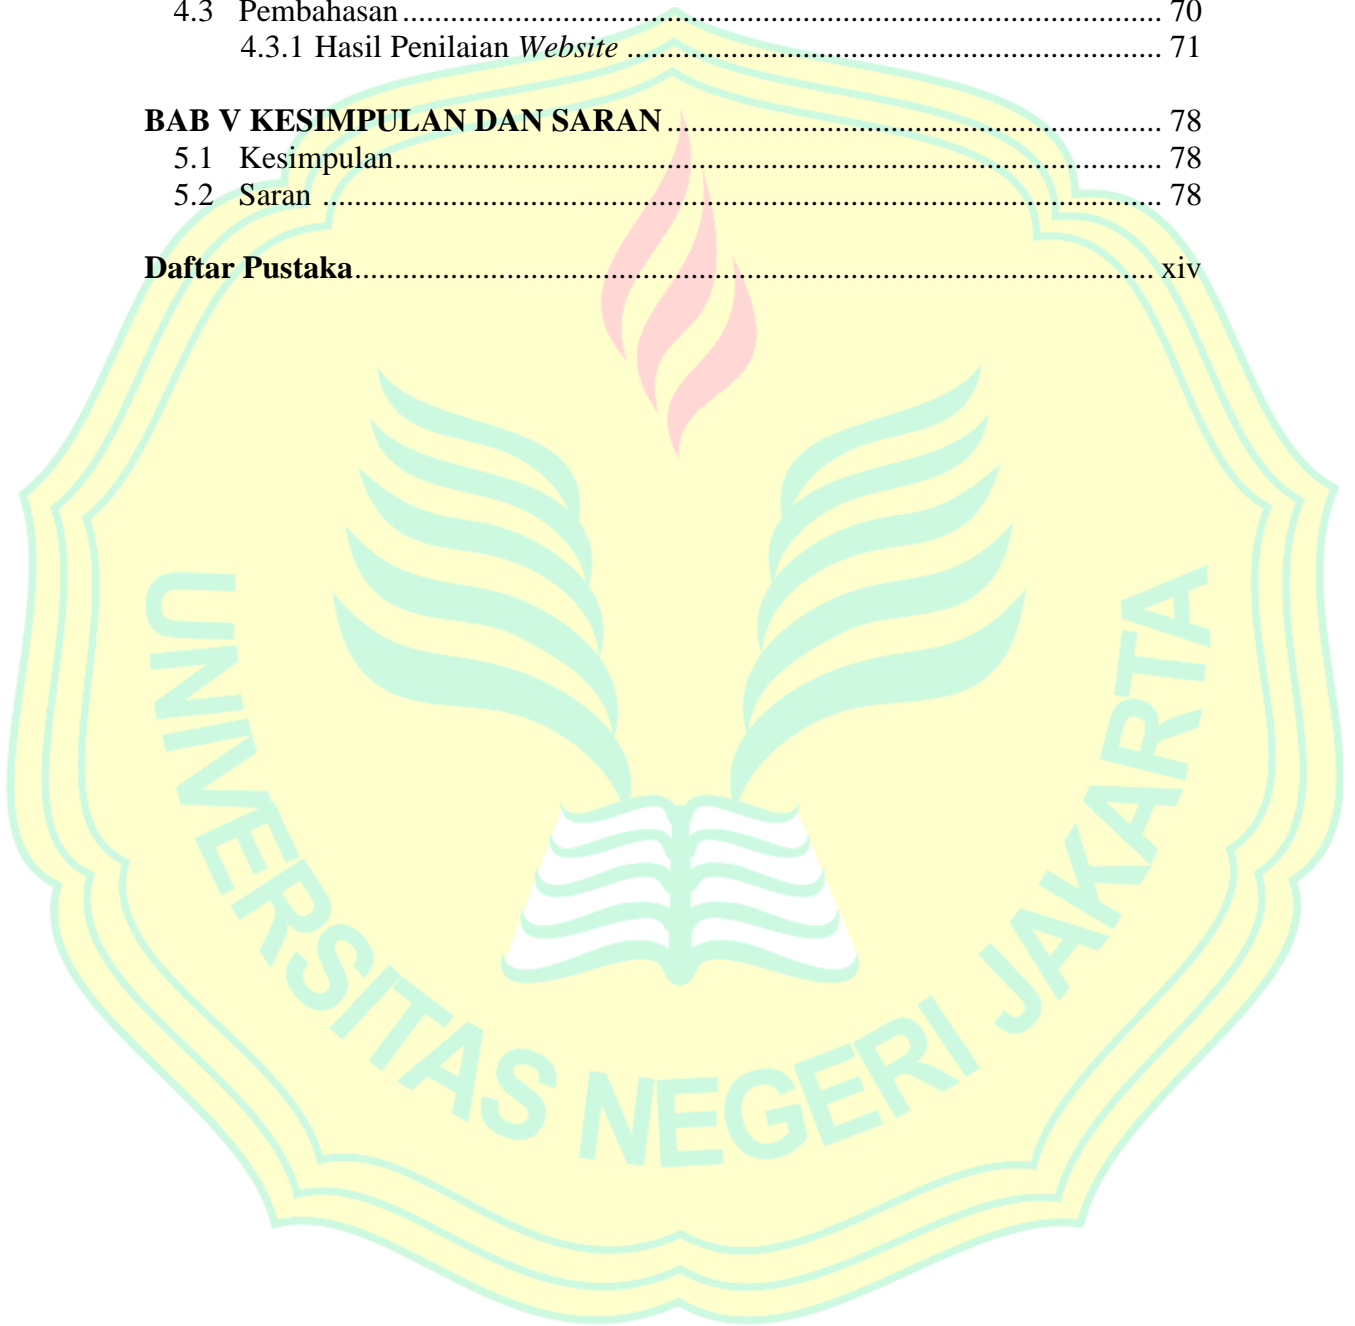 4.3 Pembahasan.......................................................................................... 70
4.3.1 Hasil Penilaian Website ................................................................ 71
BAB V KESIMPULAN DAN SARAN ............................................................ 78
5.1 Kesimpulan........................................................................................... 78
5.2 Saran .................................................................................................... 78
Daftar Pustaka................................................................................................ xiv
UNIVERSITAS NEGERI JAKARTA